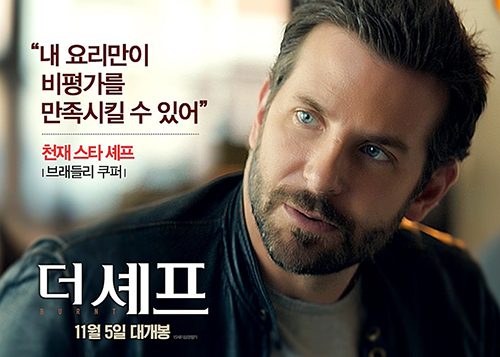 “내 요리만이
비평가를
만족시킬 수 있어”
천재 스타 셰프
| 브래들리 쿠퍼 |
더 셰프
BURNT
11월 5일 대개봉